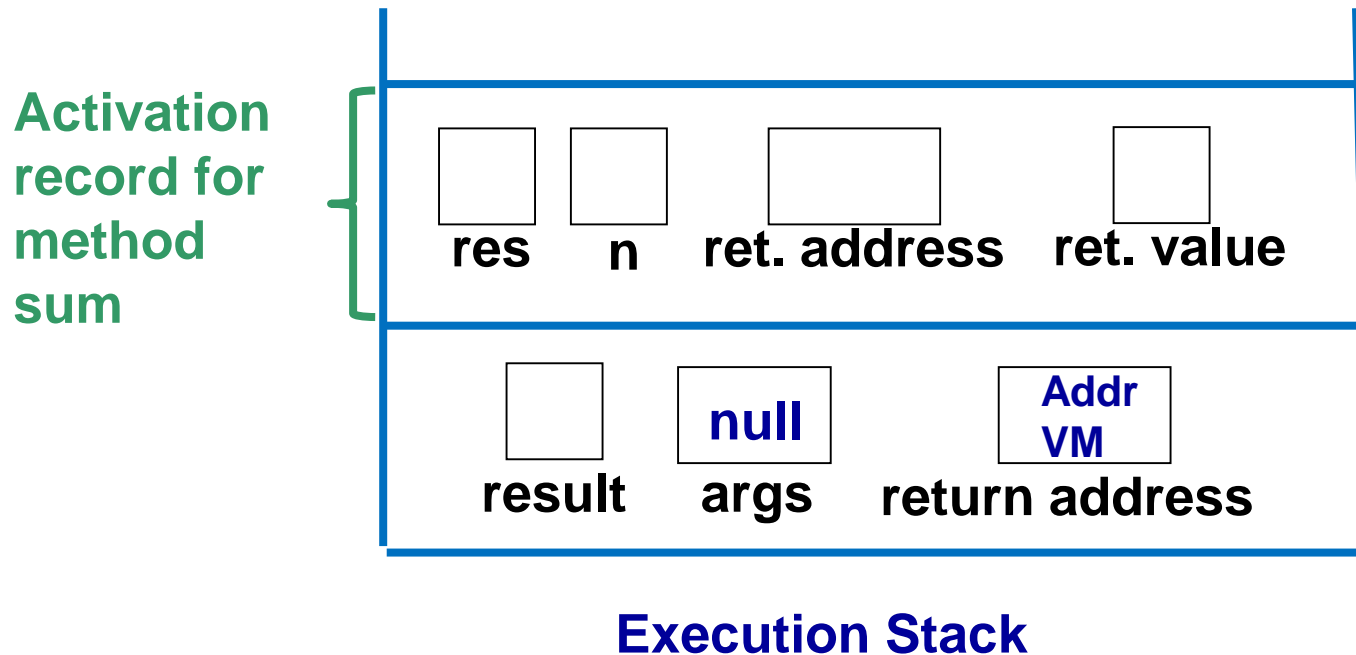 Activation
record for
method
sum
res n ret. address ret. value
null
Addr
VM
result args return address
Execution Stack